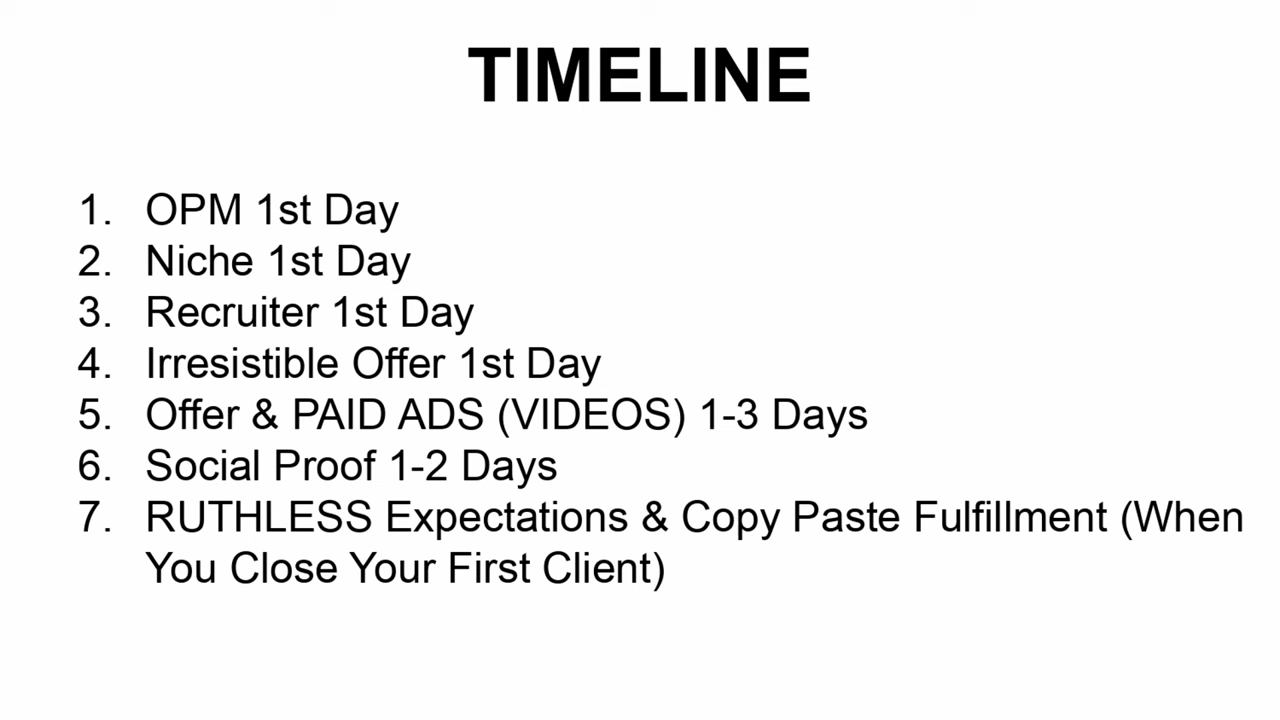 TIMELINE
1. OPM 1st Day
2. Niche 1st Day
3. Recruiter 1st Day
4. Irresistible Offer 1st Day
5. Offer & PAID ADS (VIDEOS) 1-3 Days
6. Social Proof 1-2 Days
7. RUTHLESS Expectations & Copy Paste Fulfillment (When
You Close Your First Client)